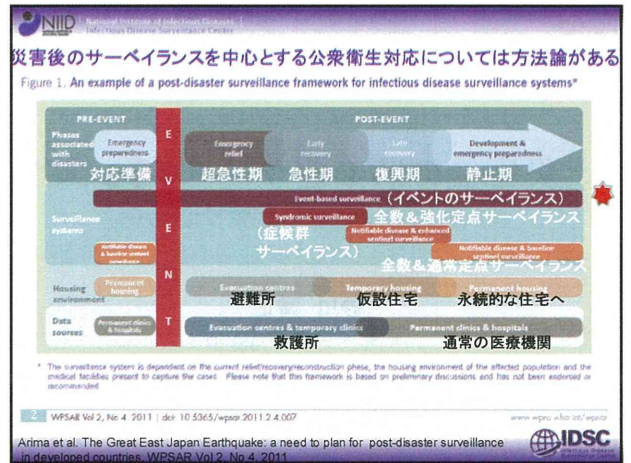 NIID National Institute of Infectious Diseases
Infectious Disease Surveillance Center
災害後のサーベイランスを中心とする公衆衛生対応については方法論がある
Figure 1. An example of a post-disaster surveillance framework for infectious disease surveillance systems*
PRE-EVENT
POST-EVENT
EVENT
Phases associated with disasters
Emergency preparedness
Emergency relief
Early recovery
Late recovery
Development & emergency preparedness
対応準備
超急性期
急性期
復興期
静止期
Event-based surveillance (イベントのサーベイランス)
Surveillance systems
Syndromic surveillance
全数&強化定点サーベイランス
(症候群
サーベイランス)
Notifiable disease & enhanced sentinel surveillance
Notifiable disease & baseline sentinel surveillance
Notifiable disease & baseline sentinel surveillance
全数&通常定点サーベイランス
Housing environment
Permanent housing
Evacuation centres
Temporary housing
Permanent housing
避難所
仮設住宅
永続的な住宅へ
Data sources
Permanent clinics & hospitals
Evacuation centres & temporary clinics
Permanent clinics & hospitals
救護所
通常の医療機関
* The surveillance system is dependent on the current relief/recovery/reconstruction phase, the housing environment of the affected population and the
medical facilities present to capture the cases. Please note that this framework is based on preliminary discussions and has not been endorsed or
recommended
2 WPSAR Vol 2, No 4, 2011 | doi: 10.5365/wpsar.2011.2.4.007
www.wpro.who.int/wpsar
Arima et al. The Great East Japan Earthquake: a need to plan for post-disaster surveillance
in developed countries. WPSAR Vol 2, No 4, 2011
IDSC